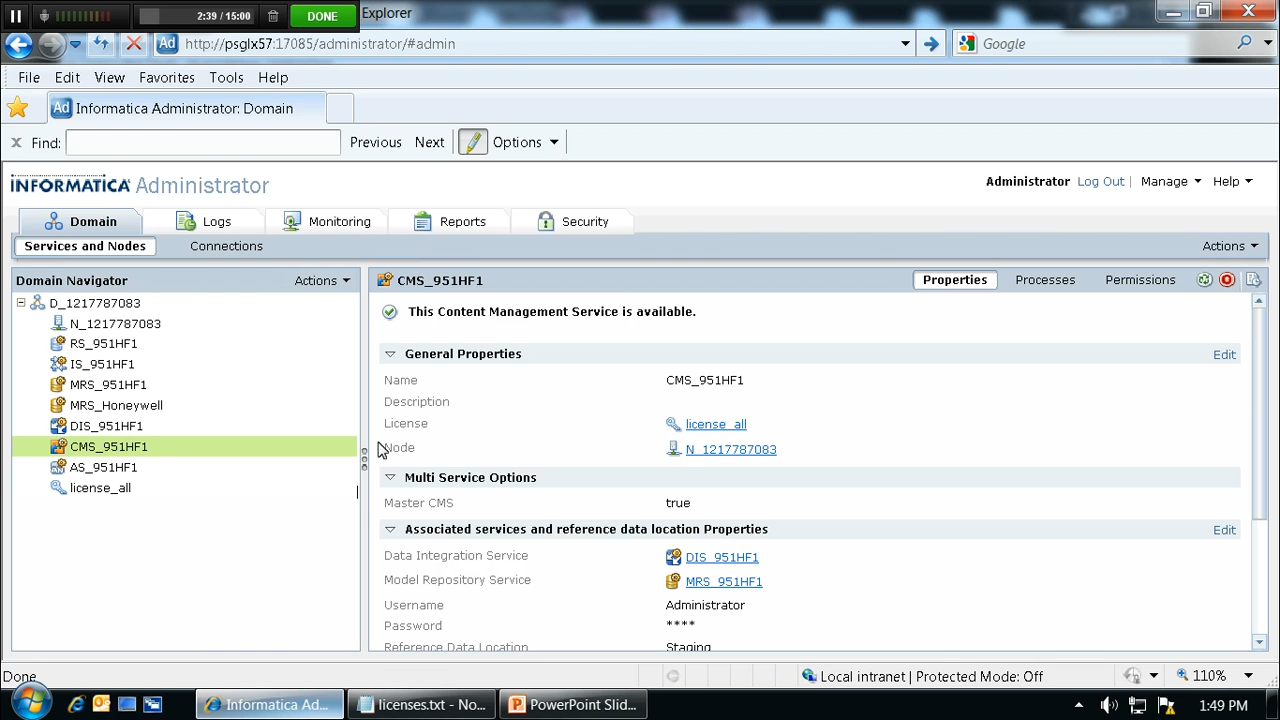 2:39 / 15:00 DONE Explorer
Ad http://psglx57:17085/administrator/#admin Google
File Edit View Favorites Tools Help
Ad Informatica Administrator: Domain
x Find: Previous Next Options
INFORMATICA Administrator Administrator Log Out Manage Help
Domain Logs Monitoring Reports Security
Services and Nodes Connections Actions
Domain Navigator Actions
D_1217787083
N_1217787083
RS_951HF1
IS_951HF1
MRS_951HF1
MRS_Honeywell
DIS_951HF1
CMS_951HF1
AS_951HF1
license_all
CMS_951HF1 Properties Processes Permissions
This Content Management Service is available.
General Properties Edit
Name CMS_951HF1
Description
License license_all
Node N_1217787083
Multi Service Options
Master CMS true
Associated services and reference data location Properties Edit
Data Integration Service DIS_951HF1
Model Repository Service MRS_951HF1
Username Administrator
Password ****
Reference Data Location Staging
Done Local intranet | Protected Mode: Off 110%
Informatica Ad... licenses.txt - No... PowerPoint Slid... 1:49 PM